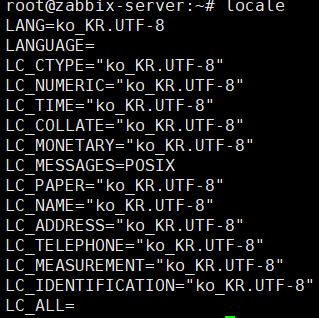 root@zabbix-server:~# locale
LANG=ko_KR.UTF-8
LANGUAGE=
LC_CTYPE="ko_KR.UTF-8"
LC_NUMERIC="ko_KR.UTF-8"
LC_TIME="ko_KR.UTF-8"
LC_COLLATE="ko_KR.UTF-8"
LC_MONETARY="ko_KR.UTF-8"
LC_MESSAGES=POSIX
LC_PAPER="ko_KR.UTF-8"
LC_NAME="ko_KR.UTF-8"
LC_ADDRESS="ko_KR.UTF-8"
LC_TELEPHONE="ko_KR.UTF-8"
LC_MEASUREMENT="ko_KR.UTF-8"
LC_IDENTIFICATION="ko_KR.UTF-8"
LC_ALL=